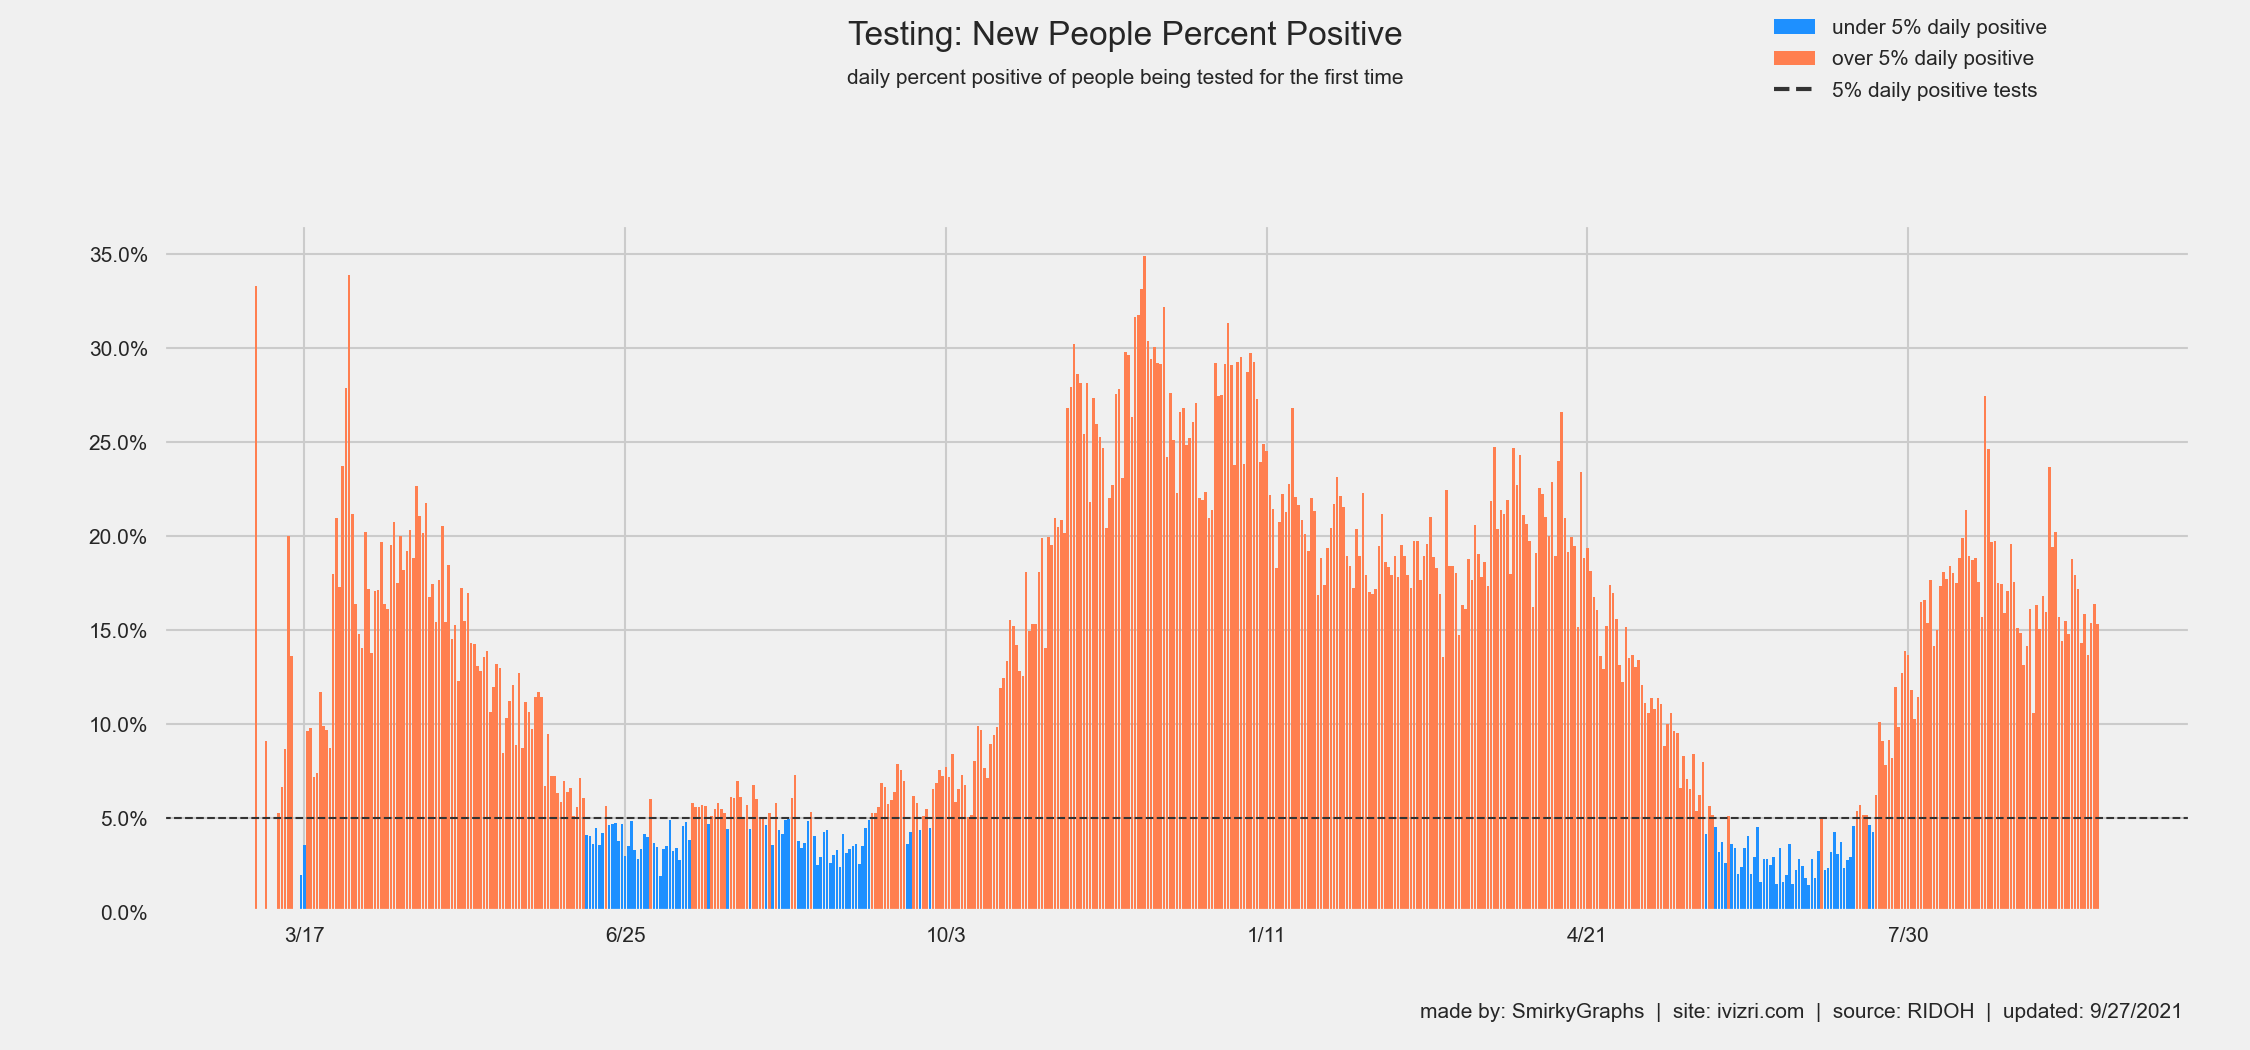 Testing: New People Percent Positive
daily percent positive of people being tested for the first time
under 5% daily positive
over 5% daily positive
5% daily positive tests
35.0%
30.0%
25.0%
20.0%
15.0%
10.0%
5.0%
0.0%
3/17 6/25 10/3 1/11 4/21 7/30
made by: SmirkyGraphs | site: ivizri.com | source: RIDOH | updated: 9/27/2021